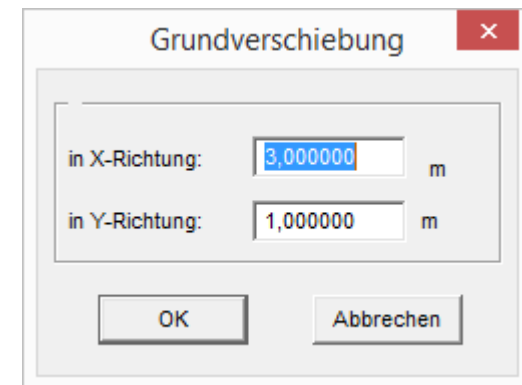 Grundverschiebung
in X-Richtung: 3,000000 m
in Y-Richtung: 1,000000 m
OK Abbrechen